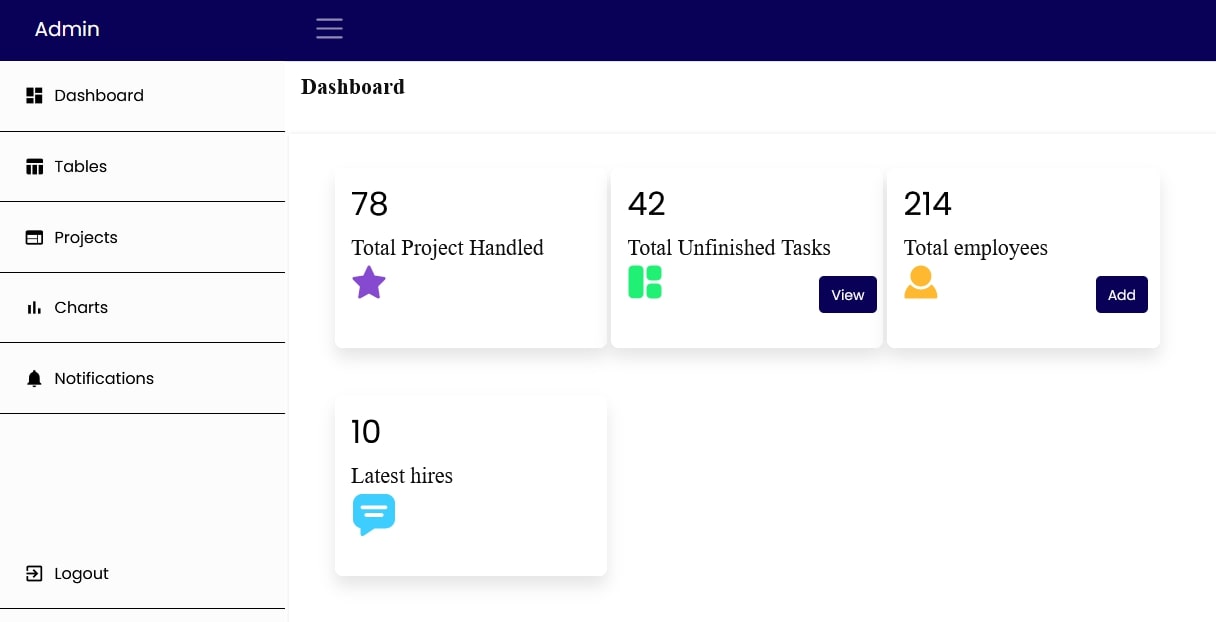 Admin
Dashboard
Dashboard
Tables
Projects
Charts
Notifications
Logout
78
Total Project Handled
42
Total Unfinished Tasks
View
214
Total employees
Add
10
Latest hires